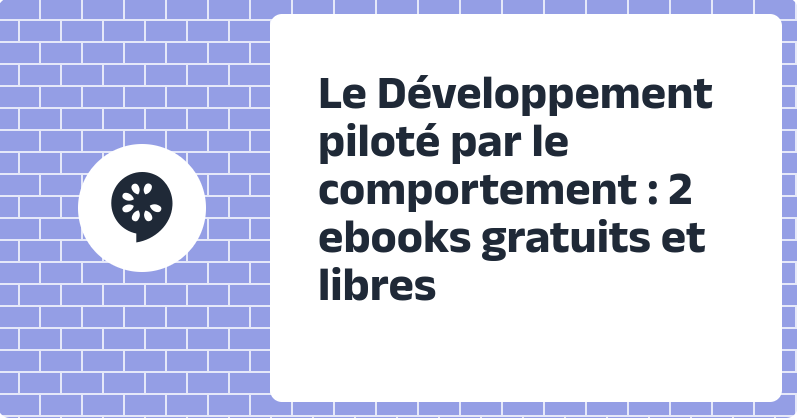 Le Développement
piloté par le
comportement : 2
ebooks gratuits et
libres